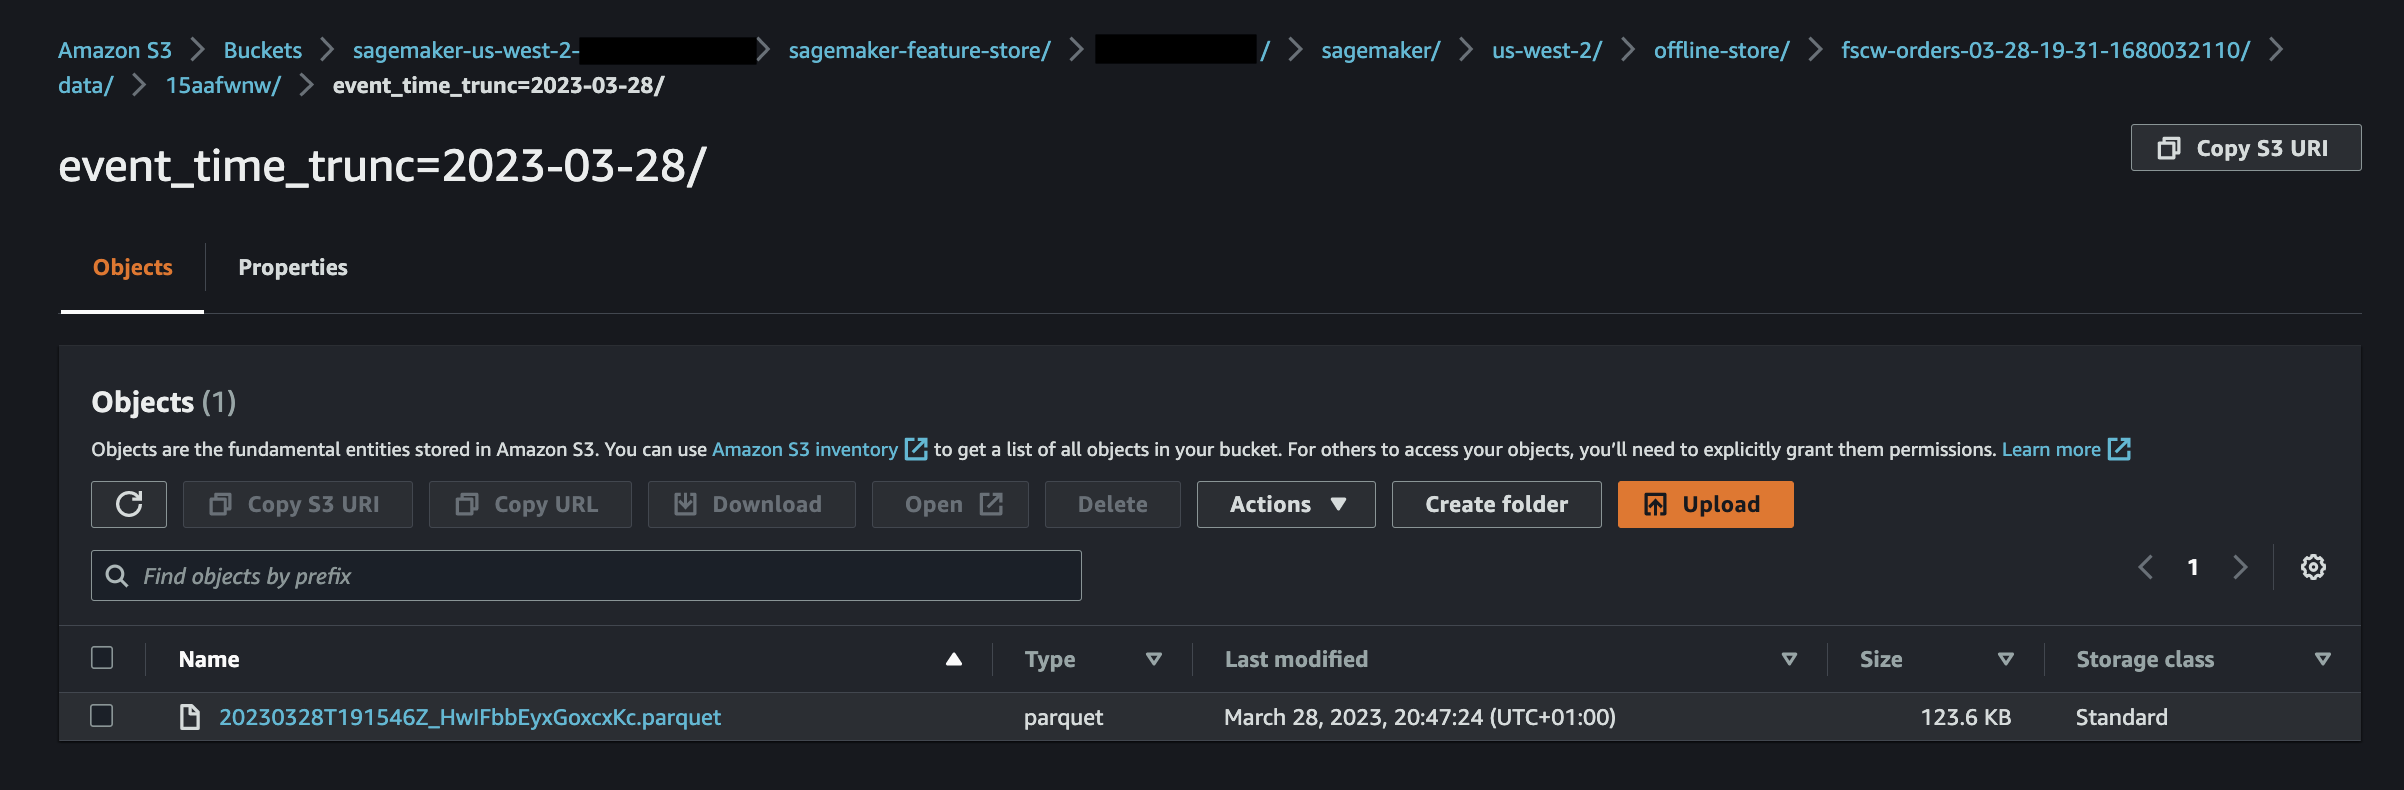 Amazon S3 > Buckets > sagemaker-us-west-2- > sagemaker-feature-store/ > / > sagemaker/ > us-west-2/ > offline-store/ > fscw-orders-03-28-19-31-1680032110/ >
data/ > 15aafwnw/ > event_time_trunc=2023-03-28/
event_time_trunc=2023-03-28/
Copy S3 URI
Objects Properties
Objects (1)
Objects are the fundamental entities stored in Amazon S3. You can use Amazon S3 inventory to get a list of all objects in your bucket. For others to access your objects, you’ll need to explicitly grant them permissions. Learn more
Copy S3 URI Copy URL Download Open Delete Actions Create folder Upload
Find objects by prefix
1
Name Type Last modified Size Storage class
20230328T191546Z_HwIFbbEyxGoxcxKc.parquet parquet March 28, 2023, 20:47:24 (UTC+01:00) 123.6 KB Standard